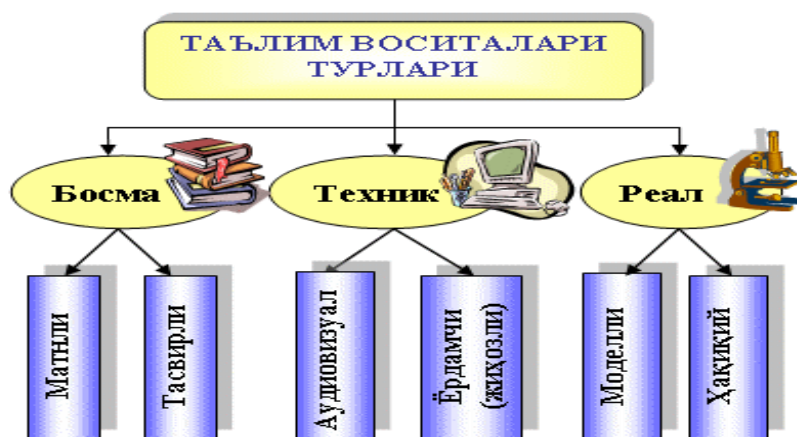 ТАЪЛИМ ВОСИТАЛАРИ
ТУРЛАРИ
Босма
Техник
Реал
Матнли
Тасвирли
Аудиовизуал
Ёрдамчи
(жиҳозли)
Моделли
Ҳақиқий